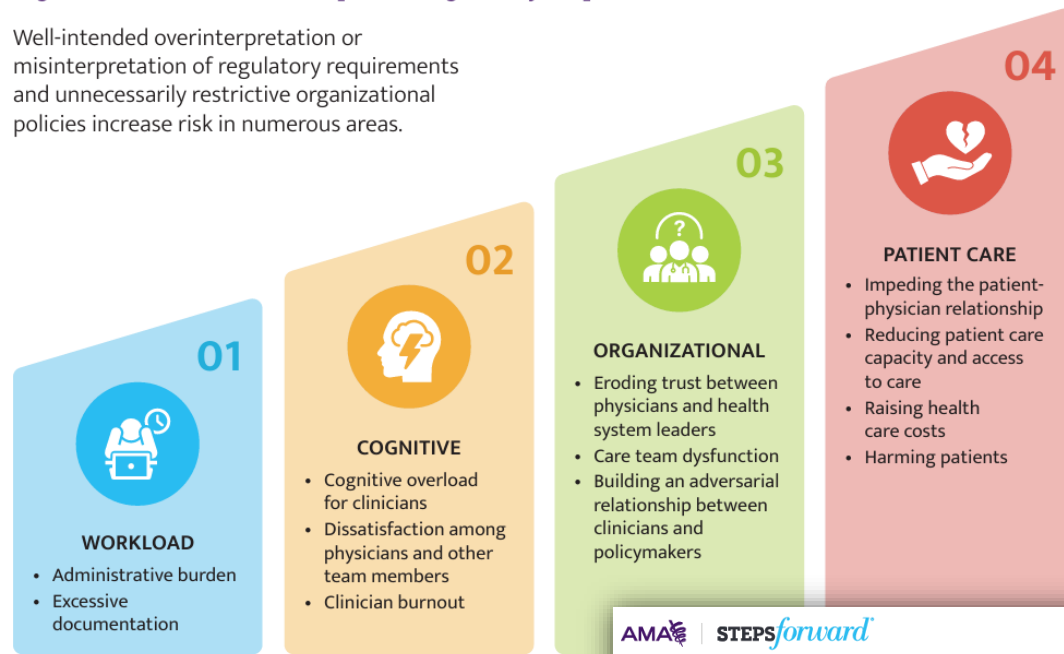 Well-intended overinterpretation or
misinterpretation of regulatory requirements
and unnecessarily restrictive organizational
policies increase risk in numerous areas.
01
WORKLOAD
• Administrative burden
• Excessive
documentation
02
COGNITIVE
• Cognitive overload
for clinicians
• Dissatisfaction among
physicians and other
team members
• Clinician burnout
03
?
ORGANIZATIONAL
• Eroding trust between
physicians and health
system leaders
• Care team dysfunction
• Building an adversarial
relationship between
clinicians and
policymakers
04
PATIENT CARE
• Impeding the patient-
physician relationship
• Reducing patient care
capacity and access
to care
• Raising health
care costs
• Harming patients
AMA | STEPSforward®